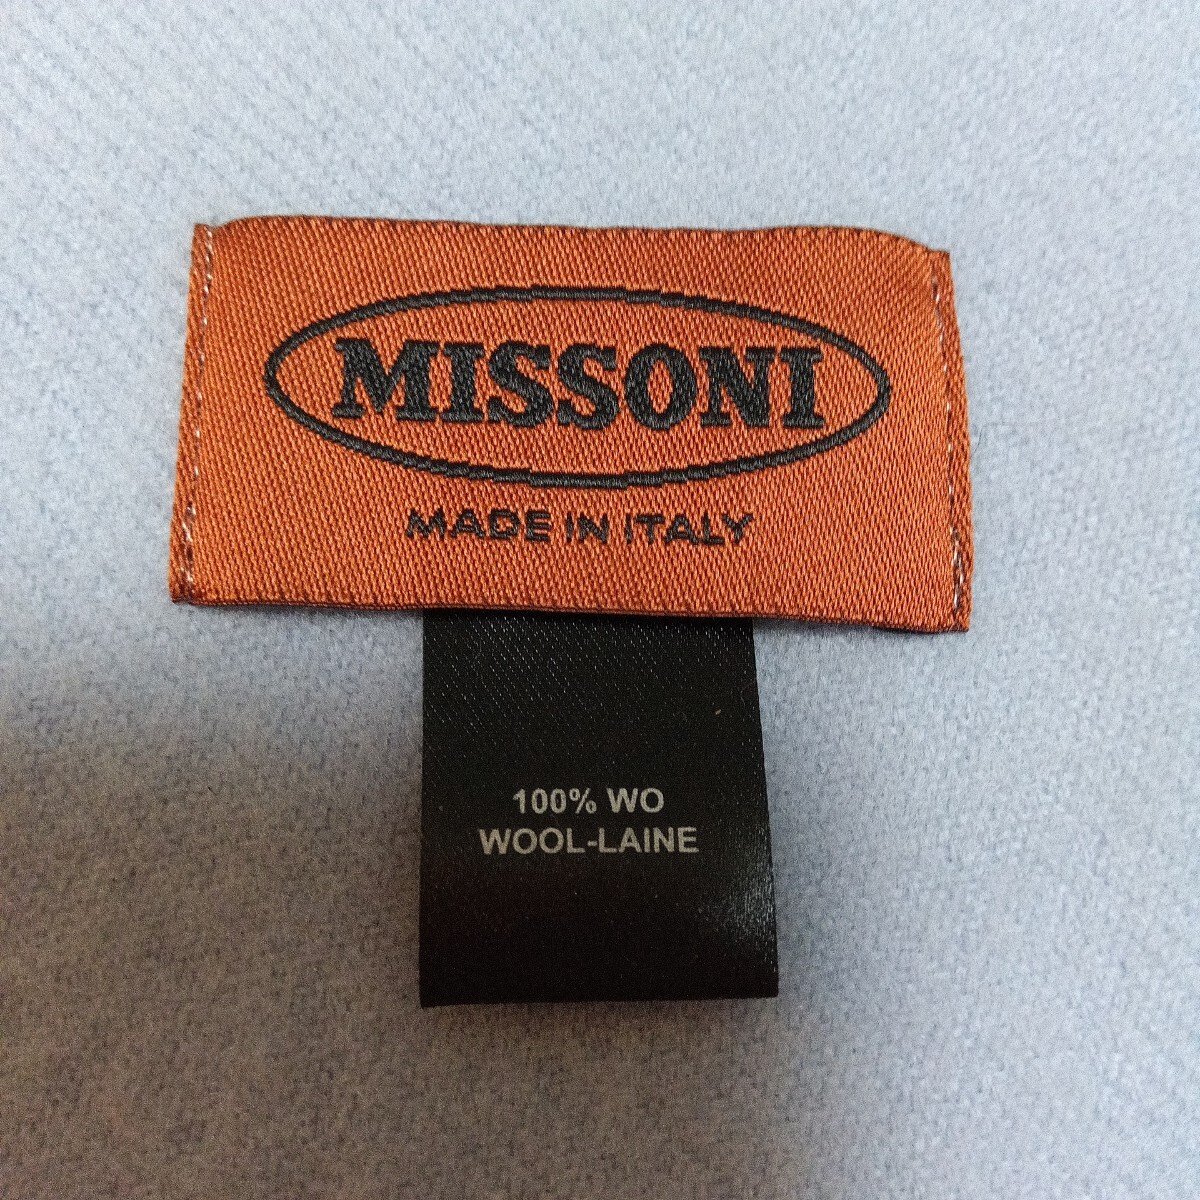 MISSONI
MADE IN ITALY
100% WO
WOOL-LAINE